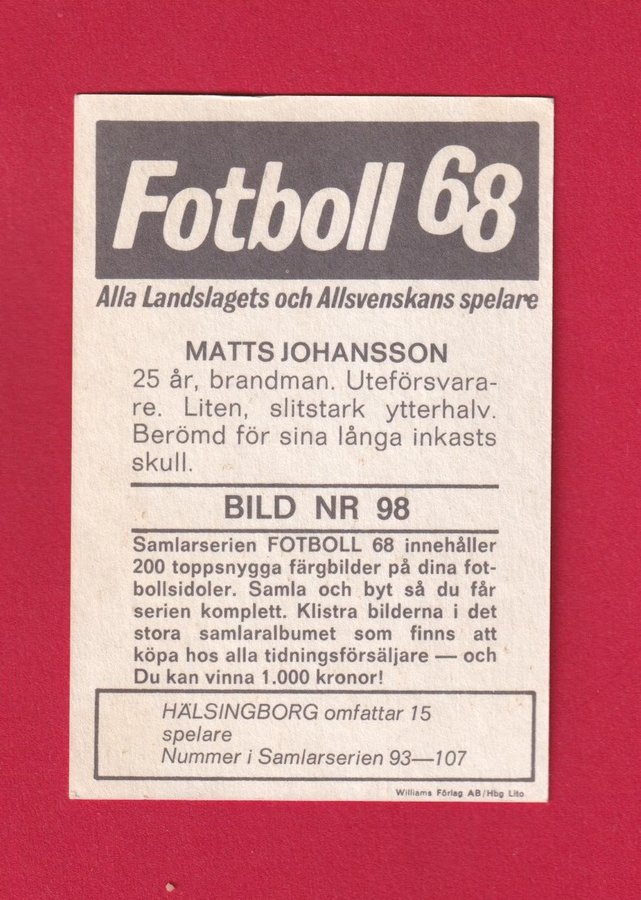 Fotboll 68
Alla Landslagets och Allsvenskans spelare
MATTS JOHANSSON
25 år, brandman. Uteförsvara-
re. Liten, slitstark ytterhalv.
Berömd för sina långa inkasts
skull.
BILD NR 98
Samlarserien FOTBOLL 68 innehåller
200 toppsnygga färgbilder på dina fot-
bollsidoler. Samla och byt så du får
serien komplett. Klistra bilderna i det
stora samlaralbumet som finns att
köpa hos alla tidningsförsäljare — och
Du kan vinna 1.000 kronor!
HÄLSINGBORG omfattar 15
spelare
Nummer i Samlarserien 93—107
Williams Förlag AB/Hbg Lito